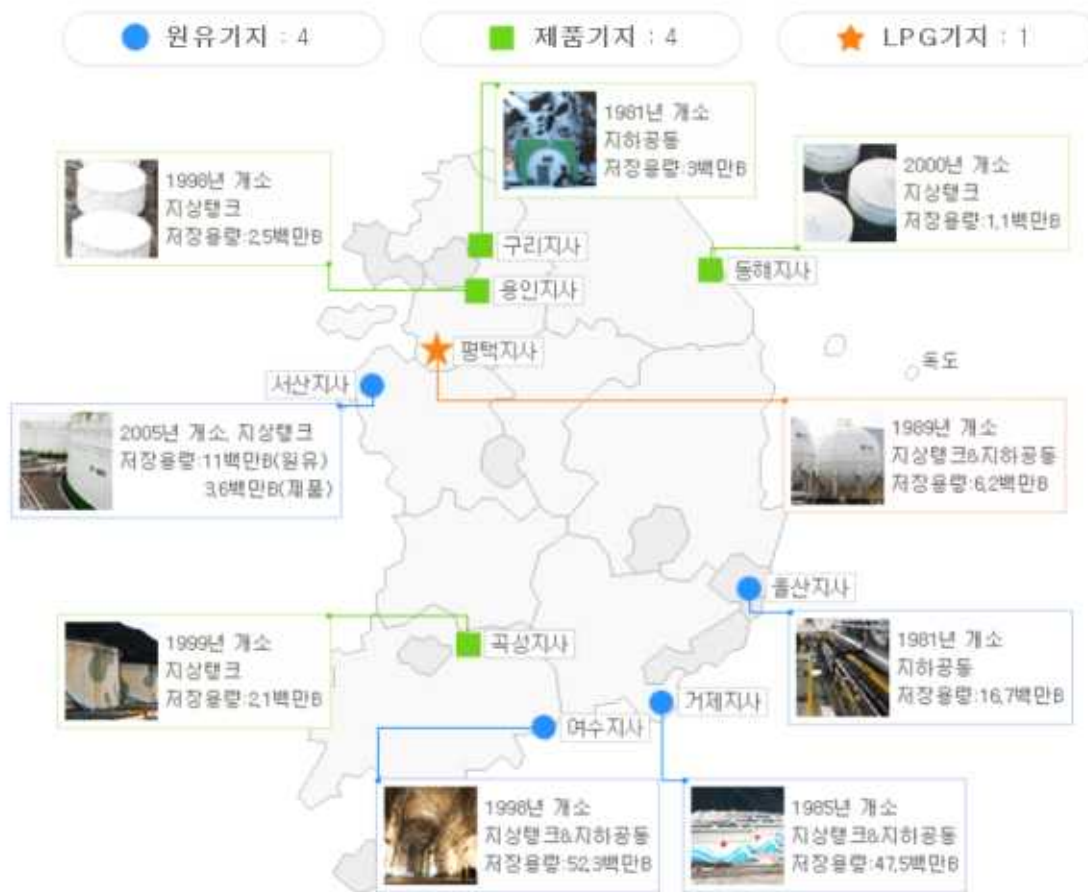 원유기지 : 4
제품기지 : 4
LPG기지 : 1
1981년 개소
지하공동
저장용량:3백만B
1998년 개소
지상탱크
저장용량:2.5백만B
2000년 개소
지상탱크
저장용량:1.1백만B
구리지사
동해지사
용인지사
평택지사
독도
서산지사
2005년 개소, 지상탱크
저장용량:11백만B(원유)
3.6백만B(제품)
1989년 개소
지상탱크&지하공동
저장용량:6.2백만B
울산지사
1999년 개소
지상탱크
저장용량:2.1백만B
곡성지사
1981년 개소
지하공동
저장용량:16.7백만B
거제지사
여수지사
1998년 개소
지상탱크&지하공동
저장용량:52.3백만B
1985년 개소
지상탱크&지하공동
저장용량:47.5백만B